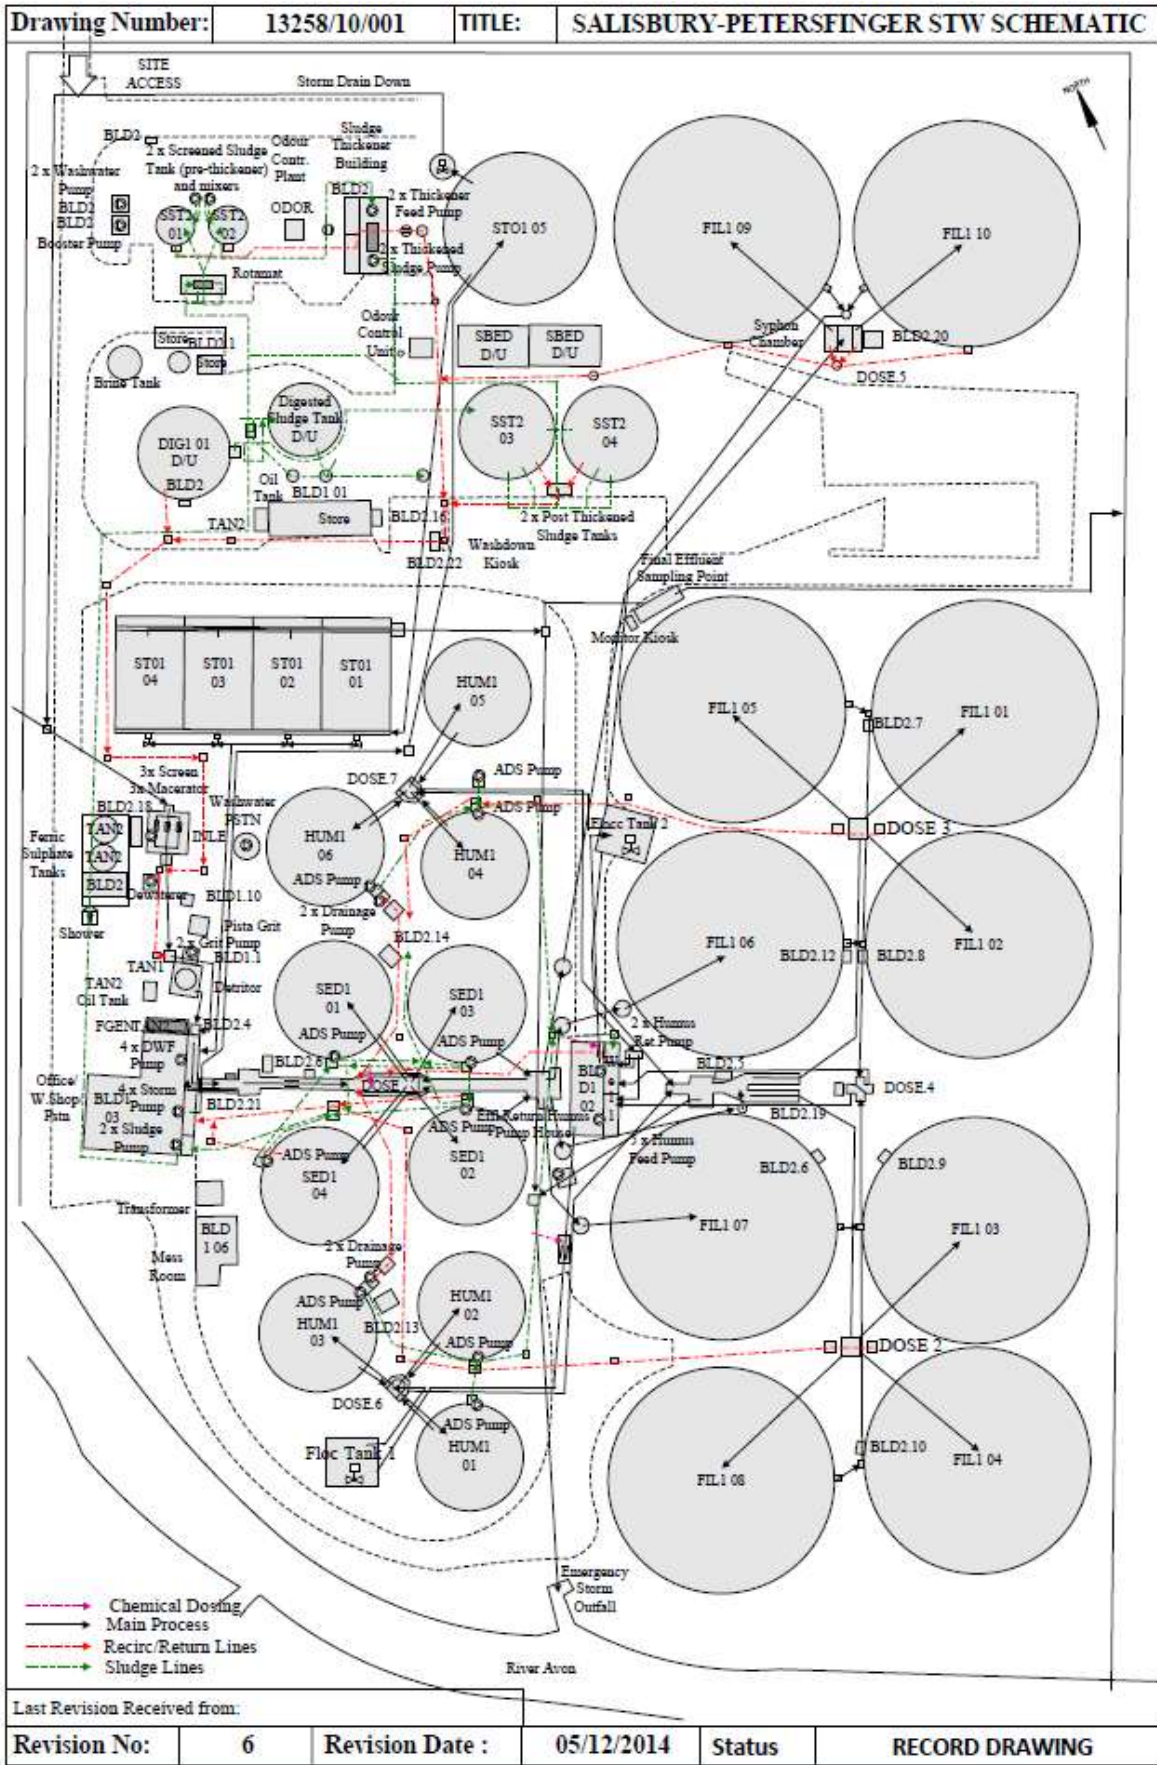 Drawing Number:
13258/10/001
TITLE:
SALISBURY-PETERSFINGER STW SCHEMATIC
SITE
ACCESS
Storm Drain Down
NORTH
BLD2
2 x Screened Sludge
Tank (pre-thickener)
and mixers
Odour
Contr.
Plant
Sludge
Thickener
Building
2 x Washwater
Pump
BLD2
BLD2
Booster Pump
SST2
01
SST2
02
ODOR
BLD2
2 x Thickener
Feed Pump
2 x Thickened
Sludge Pump
STO1 05
FIL1 09
FIL1 10
Rotamat
Odour
Control
Unit
SBED
D/U
SBED
D/U
Syphon
Chamber
BLD2.20
DOSE.5
Store
BLD2.1
Store
Brine Tank
Digested
Sludge Tank
D/U
DIG1 01
D/U
BLD2
SST2
03
SST2
04
Oil
Tank
BLD1 01
Store
TAN2
BLD2.16
BLD2.22
Washdown
Kiosk
2 x Post Thickened
Sludge Tanks
Final Effluent
Sampling Point
Monitor Kiosk
ST01
04
ST01
03
ST01
02
ST01
01
HUM1
05
FIL1 05
FIL1 01
BLD2.7
DOSE.7
ADS Pump
ADS Pump
3x Screen
3x Macerator
BLD2.18
Washwater
PSTN
INLE
Ferric
Sulphate
Tanks
TAN2
TAN2
BLD2
HUM1
06
HUM1
04
Flocc Tank 2
DOSE 3
Dewaterer
BLD1.10
ADS Pump
2 x Drainage
Pump
Shower
Pista Grit
2 x Grit Pump
BLD1.1
BLD2.14
FIL1 06
FIL1 02
BLD2.12
BLD2.8
TAN1
TAN2
Oil Tank
Detritor
SED1
01
SED1
03
FGENTAN2
BLD2.4
4 x DWF
Pump
BLD2.6
ADS Pump
ADS Pump
2 x Humus
Ret Pump
BLD2.5
Office/
W.Shop/
Pstn
BLD1
03
4 x Storm
Pump
2 x Sludge
Pump
BLD2.21
DOSE
BLD
D1
02
DOSE.4
BLD2.19
Effl Return Humus
Pump House
ADS Pump
ADS Pump
SED1
04
SED1
02
5 x Humus
Feed Pump
BLD2.6
BLD2.9
Transformer
BLD
1 06
Mess
Room
FIL1 07
FIL1 03
2 x Drainage
Pump
ADS Pump
HUM1
03
BLD2.13
HUM1
02
ADS Pump
DOSE 2
DOSE.6
ADS Pump
Floc Tank 1
HUM1
01
FIL1 08
BLD2.10
FIL1 04
Emergency
Storm
Outfall
Chemical Dosing
Main Process
Recirc/Return Lines
Sludge Lines
River Avon
Last Revision Received from:
Revision No:
6
Revision Date :
05/12/2014
Status
RECORD DRAWING